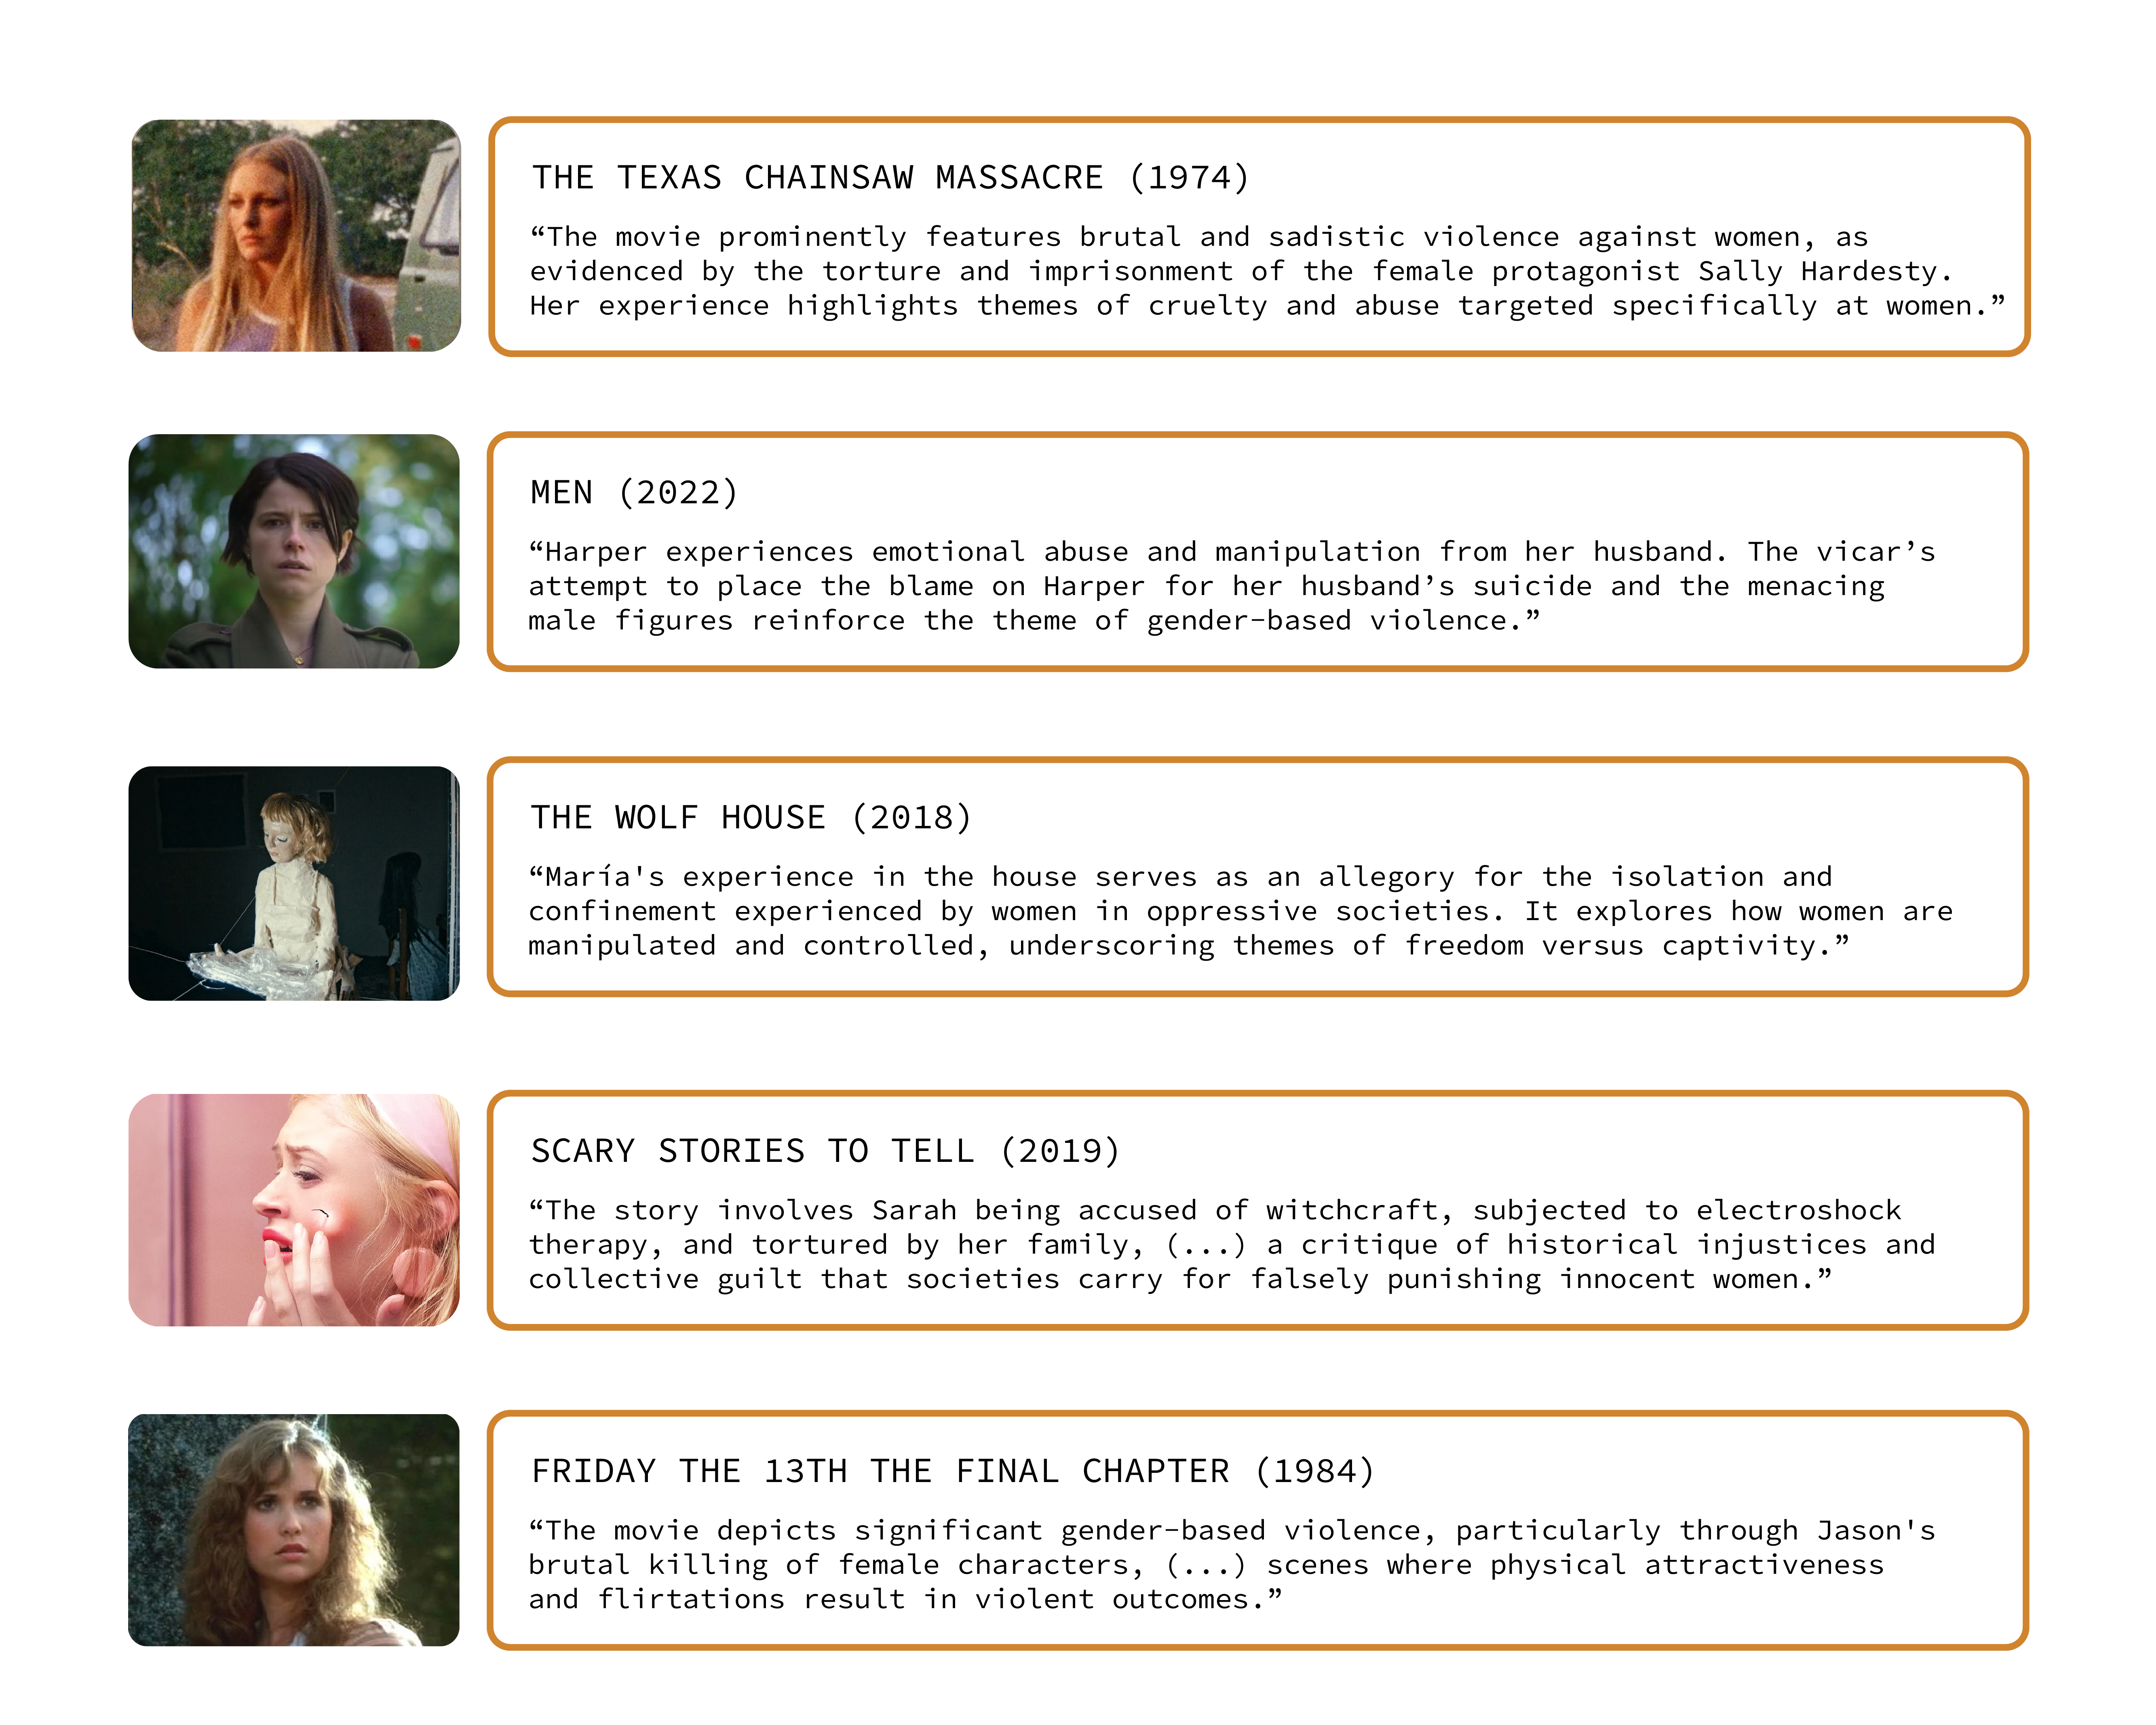 THE TEXAS CHAINSAW MASSACRE (1974)
“The movie prominently features brutal and sadistic violence against women, as
evidenced by the torture and imprisonment of the female protagonist Sally Hardesty.
Her experience highlights themes of cruelty and abuse targeted specifically at women.”
MEN (2022)
“Harper experiences emotional abuse and manipulation from her husband. The vicar’s
attempt to place the blame on Harper for her husband’s suicide and the menacing
male figures reinforce the theme of gender-based violence.”
THE WOLF HOUSE (2018)
“María's experience in the house serves as an allegory for the isolation and
confinement experienced by women in oppressive societies. It explores how women are
manipulated and controlled, underscoring themes of freedom versus captivity.”
SCARY STORIES TO TELL (2019)
“The story involves Sarah being accused of witchcraft, subjected to electroshock
therapy, and tortured by her family, (...) a critique of historical injustices and
collective guilt that societies carry for falsely punishing innocent women.”
FRIDAY THE 13TH THE FINAL CHAPTER (1984)
“The movie depicts significant gender-based violence, particularly through Jason's
brutal killing of female characters, (...) scenes where physical attractiveness
and flirtations result in violent outcomes.”